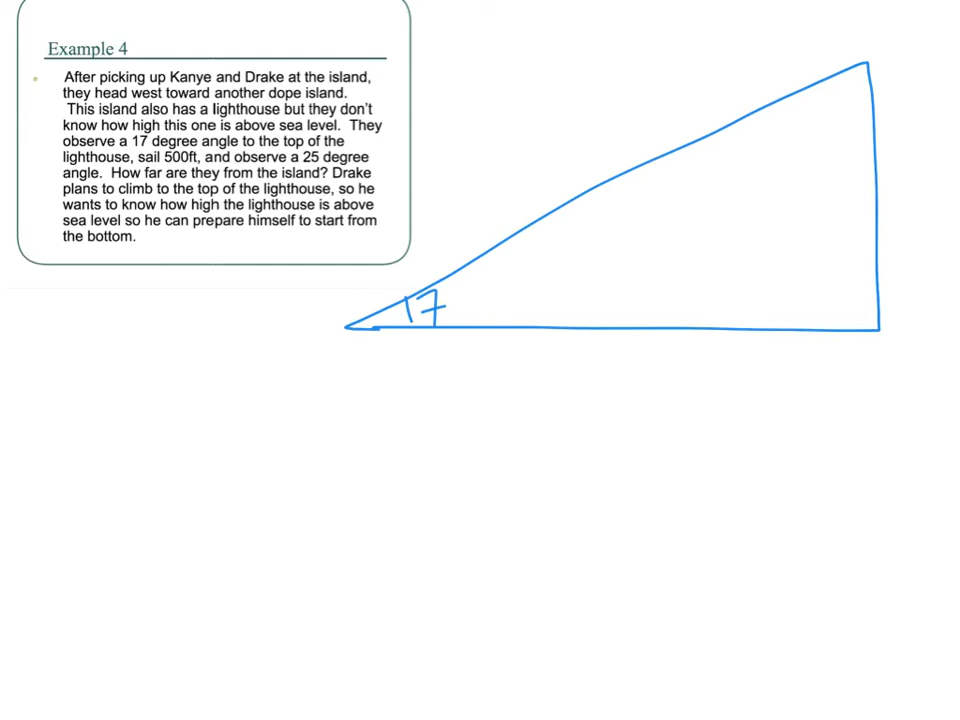 Example 4
After picking up Kanye and Drake at the island,
they head west toward another dope island.
This island also has a lighthouse but they don't
know how high this one is above sea level.  They
observe a 17 degree angle to the top of the
lighthouse, sail 500ft, and observe a 25 degree
angle.  How far are they from the island? Drake
plans to climb to the top of the lighthouse, so he
wants to know how high the lighthouse is above
sea level so he can prepare himself to start from
the bottom.
17